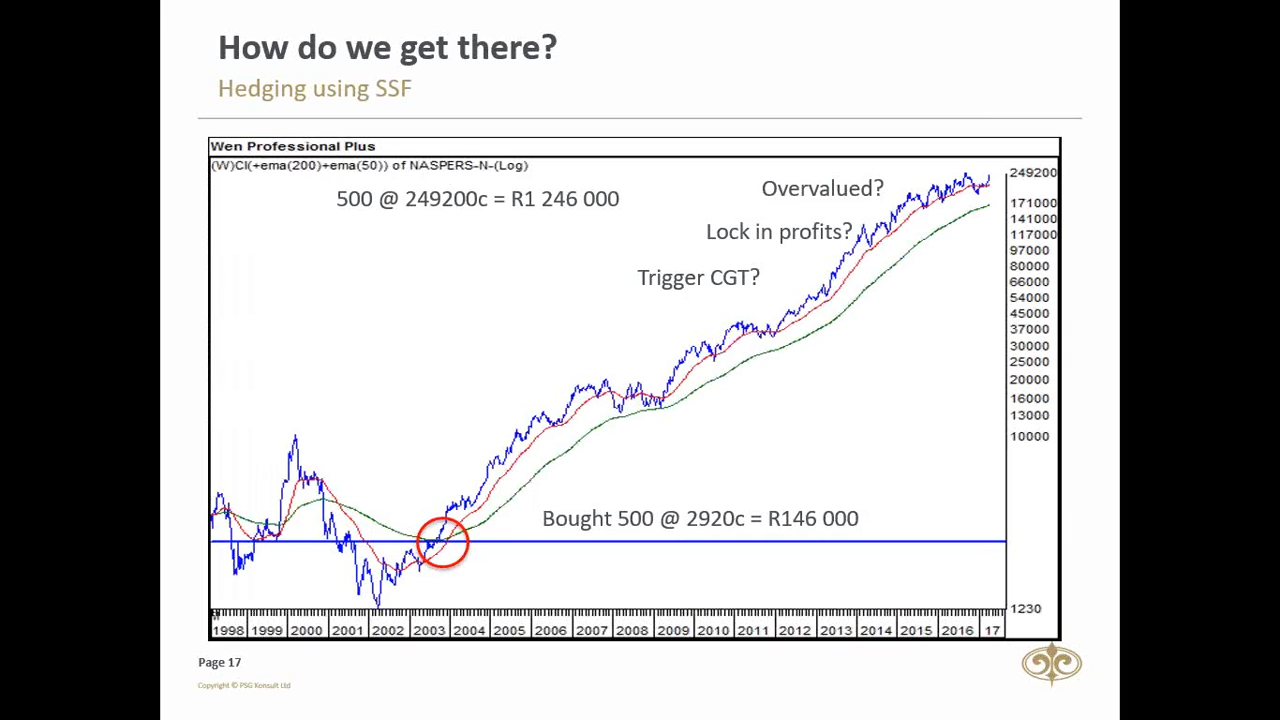 How do we get there?
Hedging using SSF
Wen Professional Plus
(W)Cl(+ema(200)+ema(50)) of NASPERS-N-(Log)
500 @ 249200c = R1 246 000
Overvalued?
Lock in profits?
Trigger CGT?
Bought 500 @ 2920c = R146 000
249200
171000
141000
117000
97000
80000
66000
54000
45000
37000
30000
25000
20000
16000
13000
10000
1230
1998 1999 2000 2001 2002 2003 2004 2005 2006 2007 2008 2009 2010 2011 2012 2013 2014 2015 2016 17
Page 17
Copyright © PSG Konsult Ltd